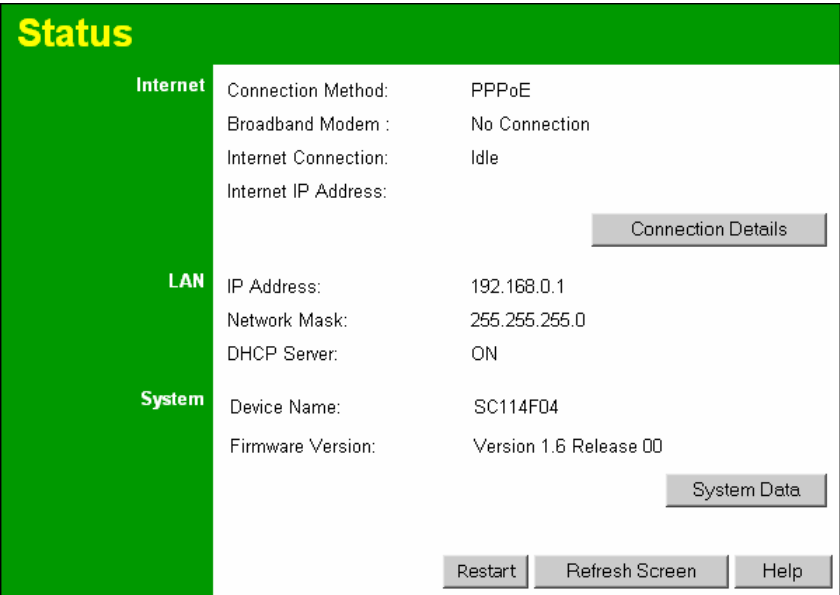 Status
Internet
Connection Method: PPPoE
Broadband Modem : No Connection
Internet Connection: Idle
Internet IP Address:
Connection Details
LAN
IP Address: 192.168.0.1
Network Mask: 255.255.255.0
DHCP Server: ON
System
Device Name: SC114F04
Firmware Version: Version 1.6 Release 00
System Data
Restart Refresh Screen Help